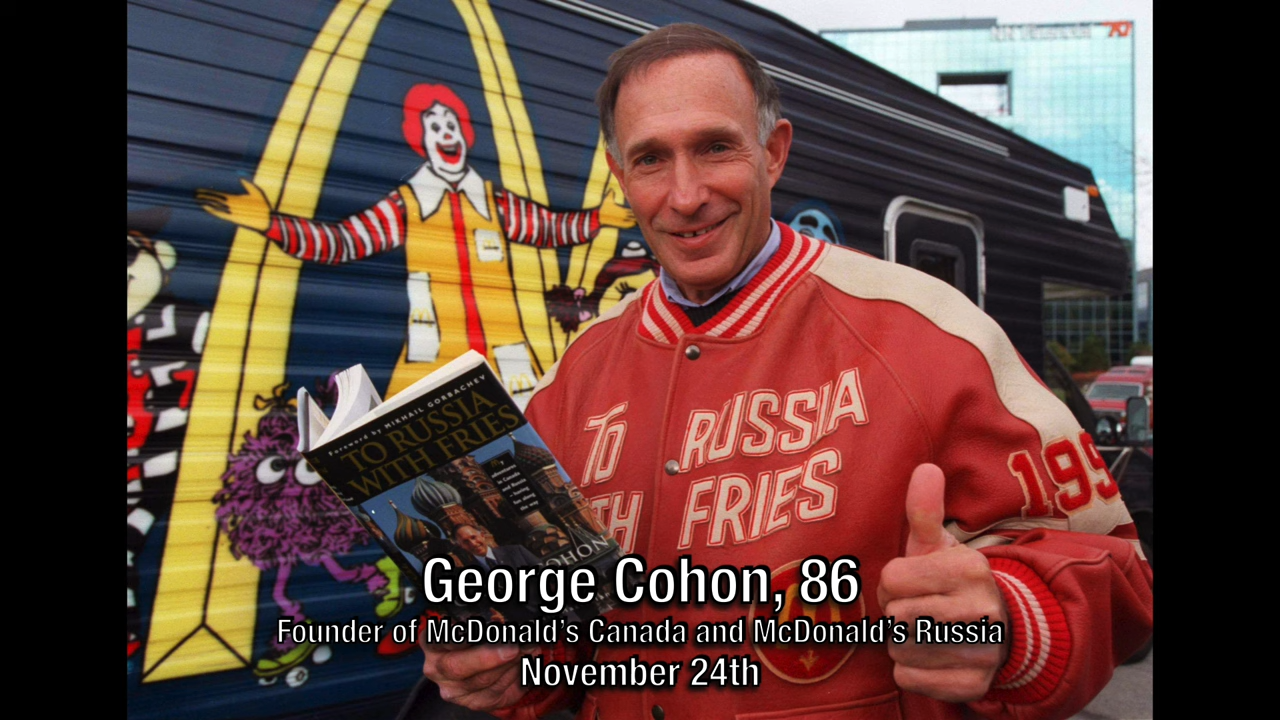 Foreword by MIKHAIL GORBACHEV
TO RUSSIA
WITH FRIES
COHON
TO RUSSIA
FRIES
199
George Cohon, 86
Founder of McDonald's Canada and McDonald's Russia
November 24th